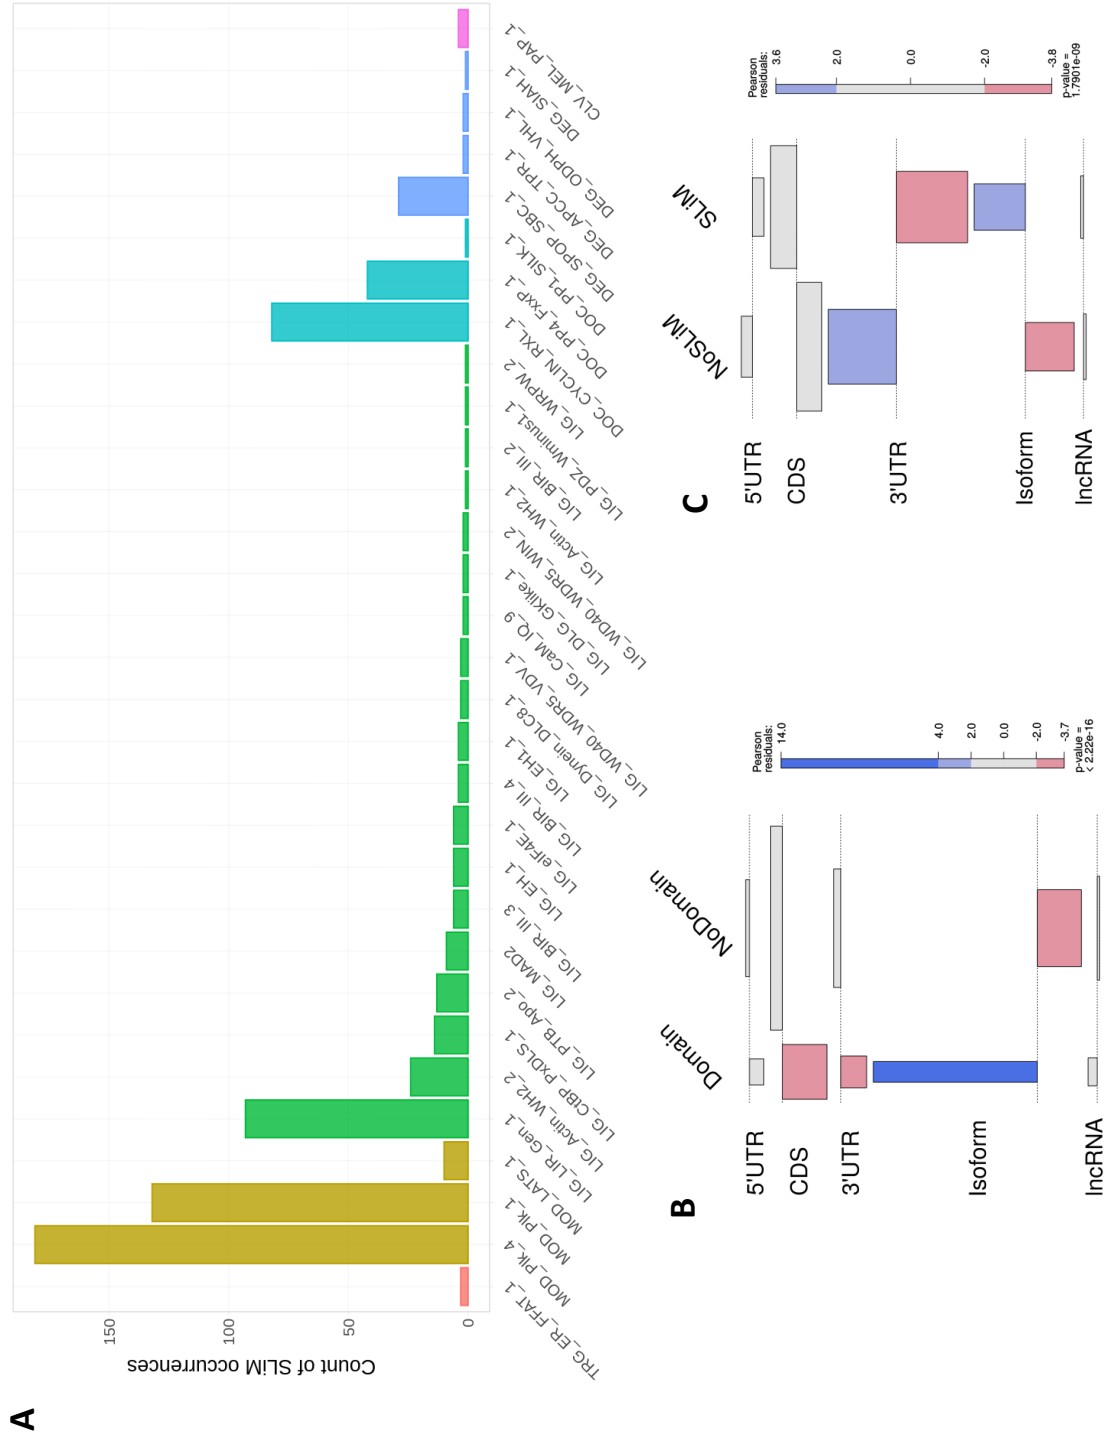 A
Count of SLiM occurrences
0
50
100
150
TRG_ER_FFAT_1
MOD_Plk_4
MOD_Plk_1
MOD_LATS_1
LIG_LIR_Gen_1
LIG_Actin_WH2_2
LIG_CtBP_PxDLS_1
LIG_PTB_Apo_2
LIG_MAD2
LIG_BIR_III_3
LIG_EH_1
LIG_eIF4E_1
LIG_BIR_III_4
LIG_EH1_1
LIG_Dynein_DLC8_1
LIG_WD40_WDR5_VDV_1
LIG_CaM_IQ_9
LIG_DLG_GKlike_1
LIG_WD40_WDR5_WIN_2
LIG_Actin_WH2_1
LIG_BIR_III_2
LIG_PDZ_Wminus1_1
LIG_WRPW_2
DOC_CYCLIN_RXL_1
DOC_PP4_FxxP_1
DOC_PP1_SILK_1
DEG_SPOP_SBC_1
DEG_APCC_TPR_1
DEG_ODPH_VHL_1
DEG_SIAH_1
CLV_MEL_PAP_1
B
Domain
NoDomain
5'UTR
CDS
3'UTR
Isoform
lncRNA
Pearson
residuals:
14.0
4.0
2.0
0.0
-2.0
-3.7
p-value =
< 2.22e-16
C
NoSLiM
SLiM
5'UTR
CDS
3'UTR
Isoform
lncRNA
Pearson
residuals:
3.6
2.0
0.0
-2.0
-3.8
p-value =
1.7901e-09